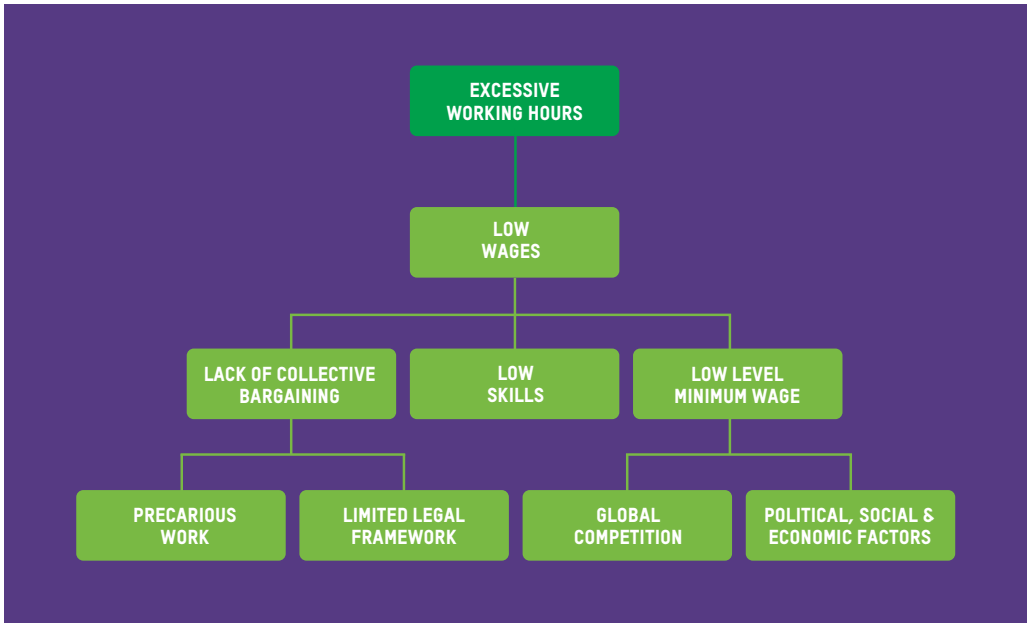 EXCESSIVE
WORKING HOURS
LOW
WAGES
LACK OF COLLECTIVE
BARGAINING
LOW
SKILLS
LOW LEVEL
MINIMUM WAGE
PRECARIOUS
WORK
LIMITED LEGAL
FRAMEWORK
GLOBAL
COMPETITION
POLITICAL, SOCIAL &
ECONOMIC FACTORS